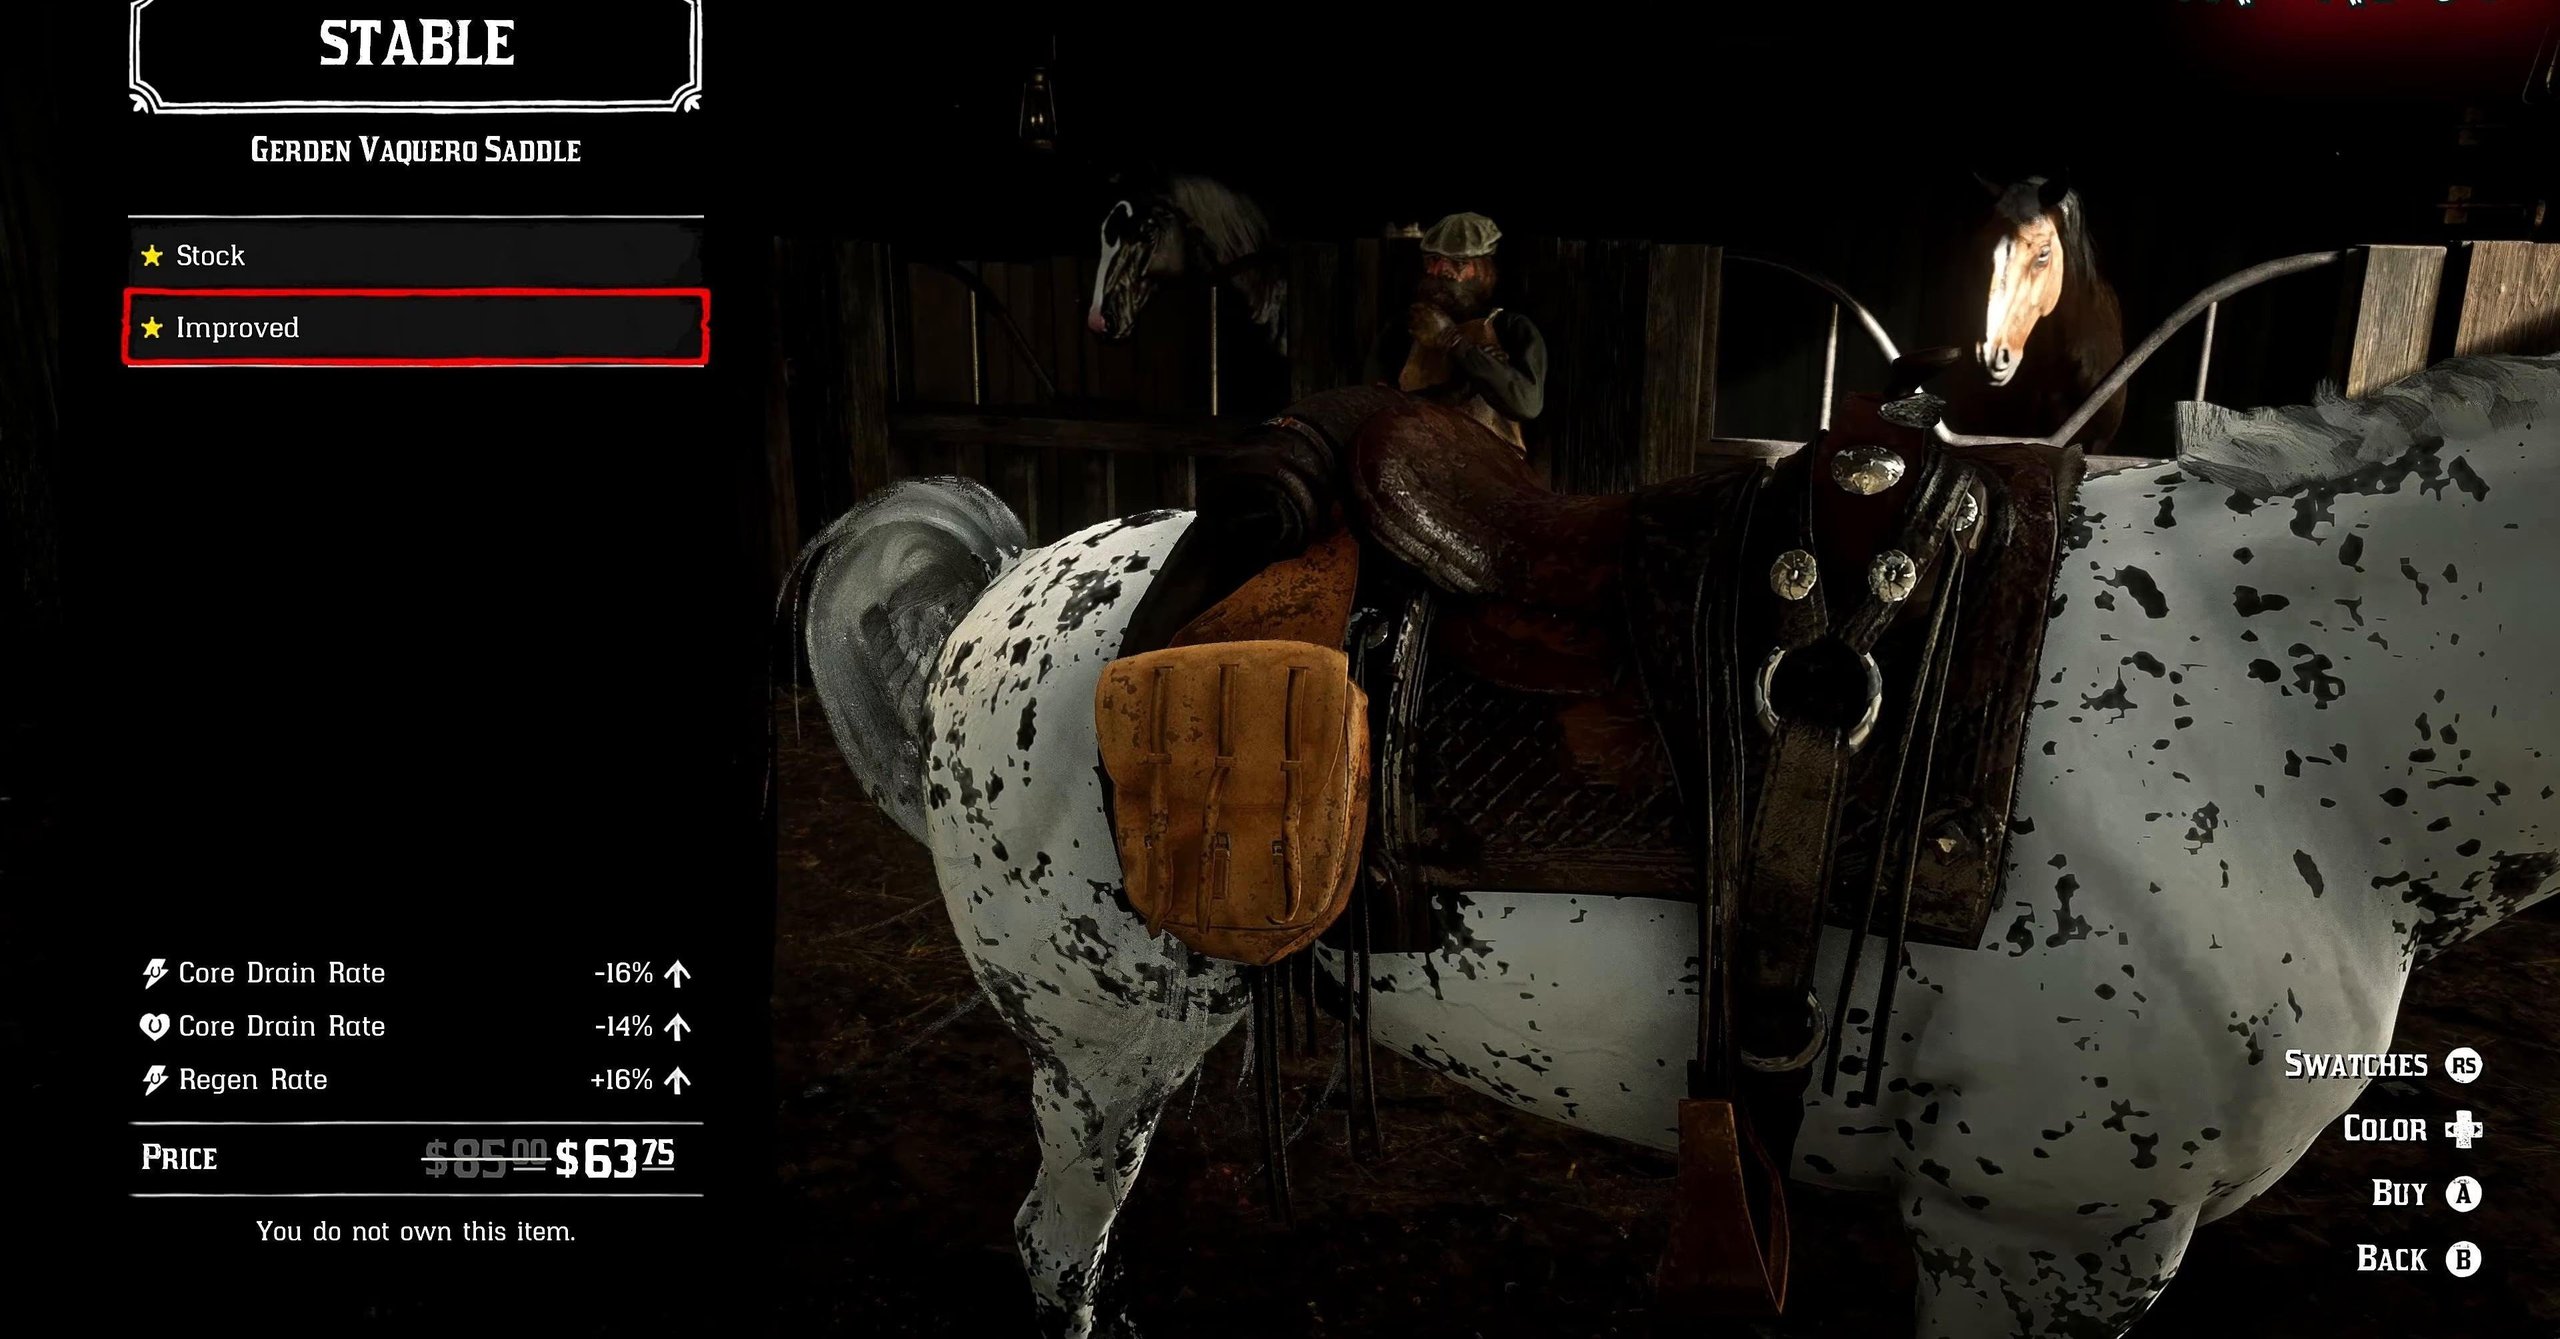 STABLE
GERDEN VAQUERO SADDLE
Stock
Improved
Core Drain Rate -16%
Core Drain Rate -14%
Regen Rate +16%
PRICE $85.00 $63.75
You do not own this item.
SWATCHES RS
COLOR
BUY A
BACK B